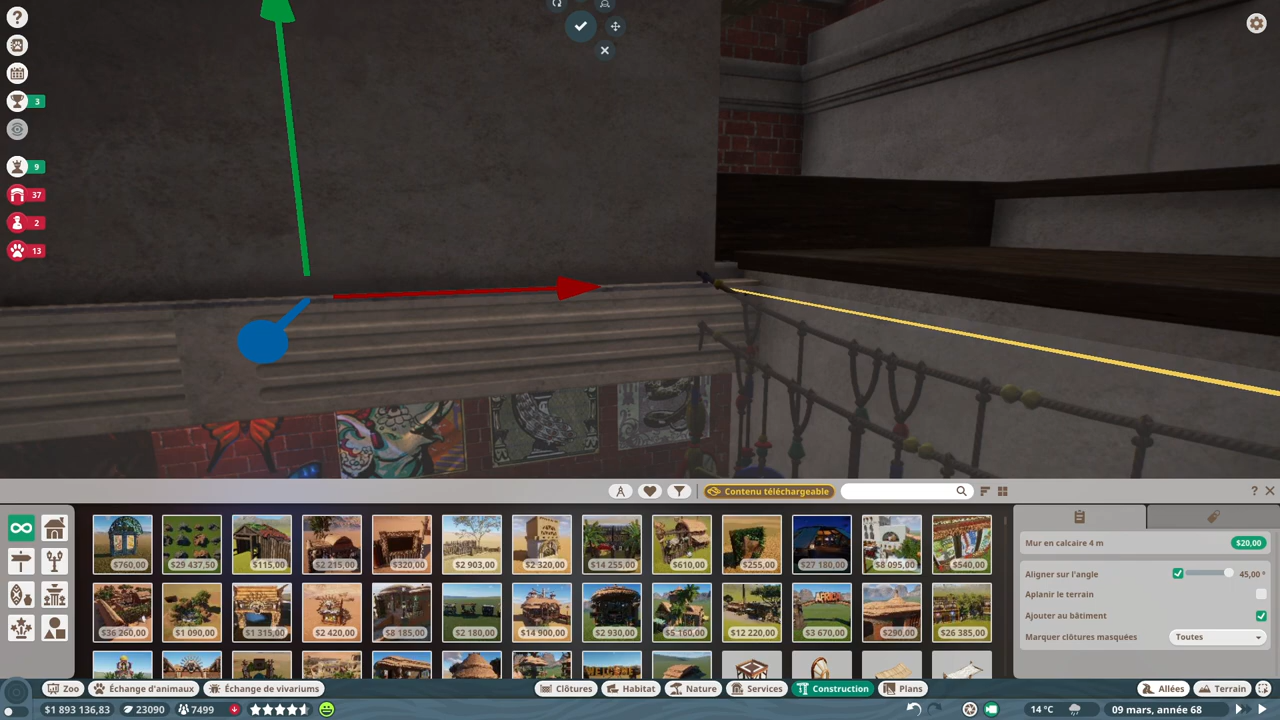 ?
3
9
37
2
13
Contenu téléchargeable
? ×
$760,00 $29 437,50 $115,00 $2 215,00 $320,00 $2 903,00 $2 320,00 $14 255,00 $610,00 $255,00 $27 180,00 $8 095,00 $540,00
$36 260,00 $1 090,00 $1 315,00 $2 420,00 $8 185,00 $2 180,00 $14 900,00 $2 930,00 $5 160,00 $12 220,00 $3 670,00 $290,00 $26 385,00
Mur en calcaire 4 m $20,00
Aligner sur l'angle 45,00 °
Aplanir le terrain
Ajouter au bâtiment
Marquer clôtures masquées Toutes
Zoo Échange d'animaux Échange de vivariums Clôtures Habitat Nature Services Construction Plans Allées Terrain
$1 893 136,83 23090 7499 14 °C 09 mars, année 68